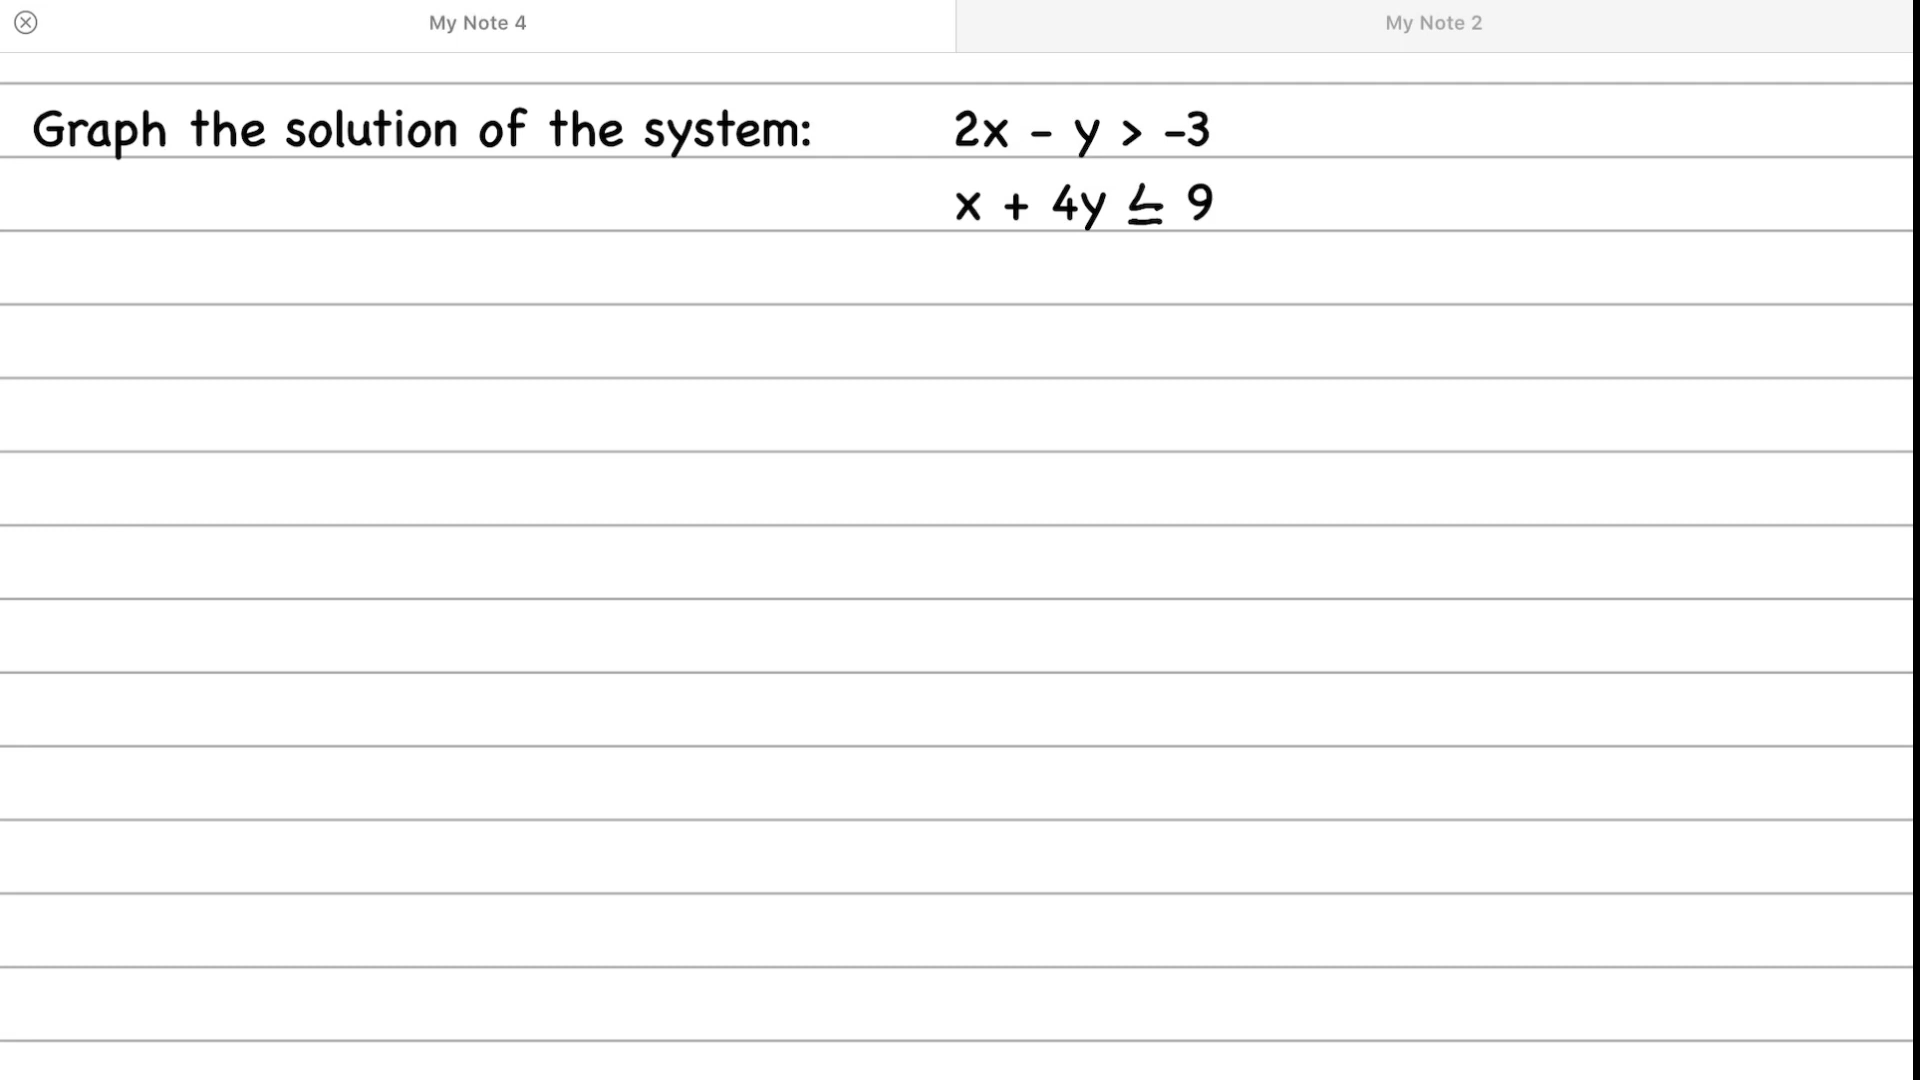 My Note 4
My Note 2
Graph the solution of the system: 2x - y > -3
x + 4y ≤ 9